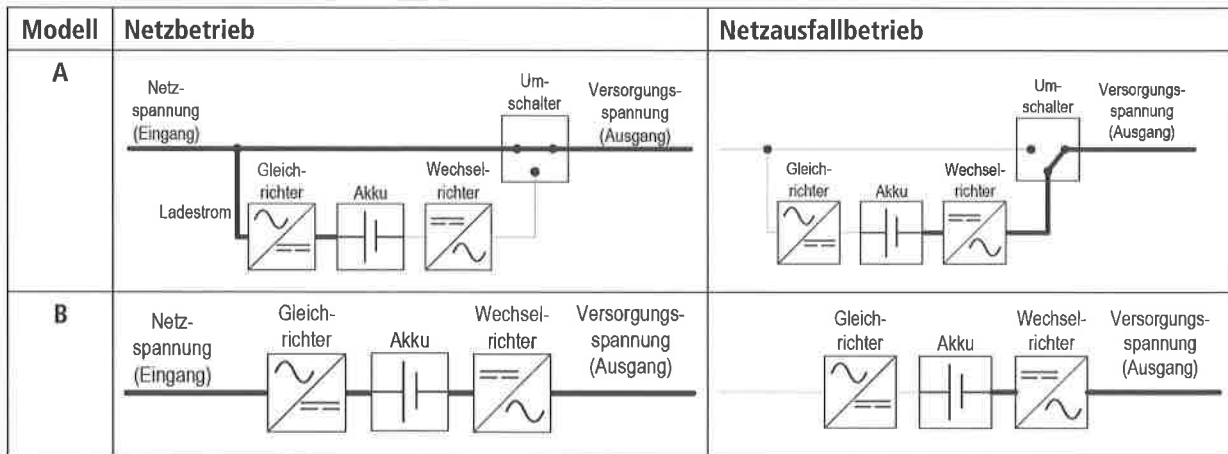 Modell Netzbetrieb Netzausfallbetrieb
A
Netz-
spannung
(Eingang)
Um-
schalter
Versorgungs-
spannung
(Ausgang)
Gleich-
richter
Akku
Wechsel-
richter
Ladestrom
Um-
schalter
Versorgungs-
spannung
(Ausgang)
Gleich-
richter
Akku
Wechsel-
richter
B
Netz-
spannung
(Eingang)
Gleich-
richter
Akku
Wechsel-
richter
Versorgungs-
spannung
(Ausgang)
Gleich-
richter
Akku
Wechsel-
richter
Versorgungs-
spannung
(Ausgang)